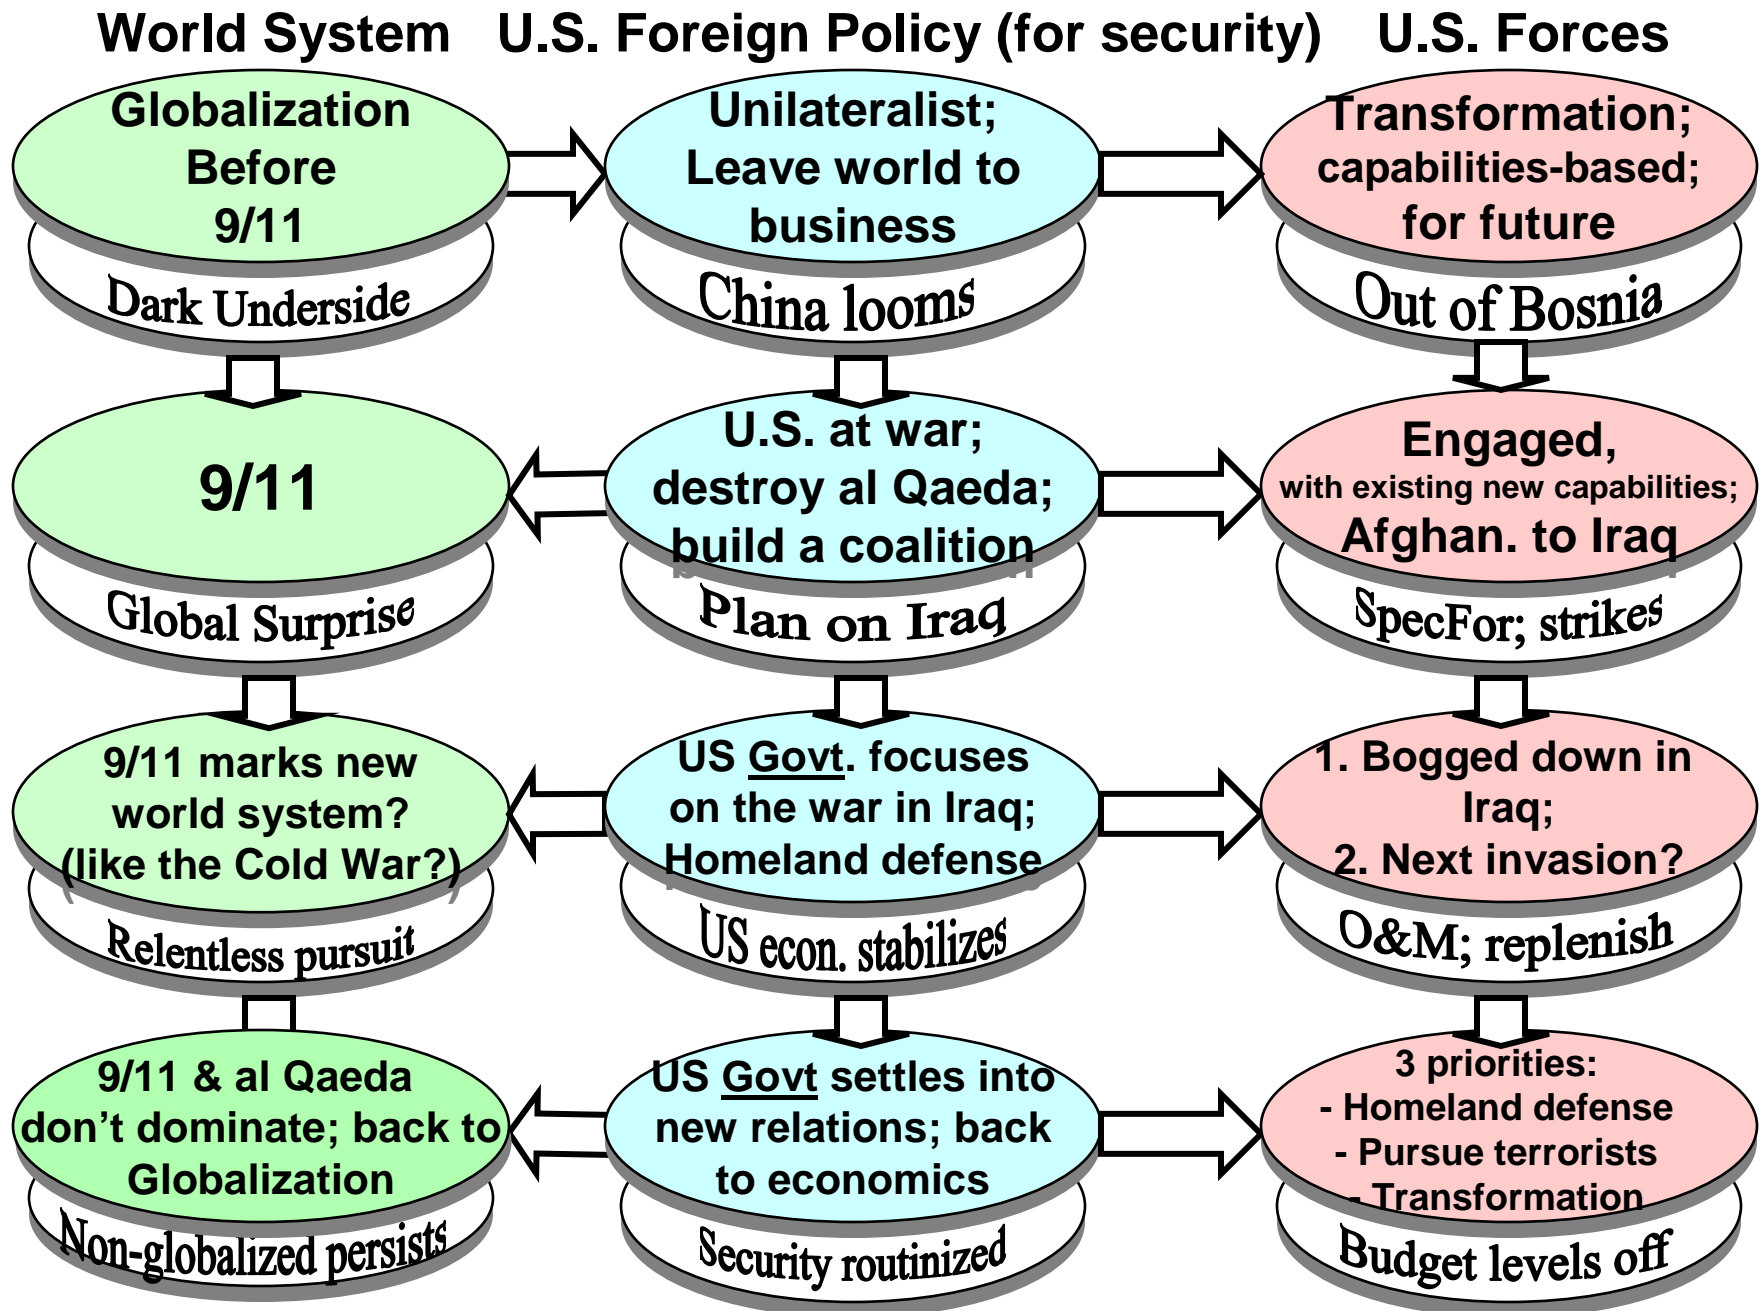 World System U.S. Foreign Policy (for security) U.S. Forces
Globalization
Before
9/11
Dark Underside
Unilateralist;
Leave world to
business
China looms
Transformation;
capabilities-based;
for future
Out of Bosnia
9/11
Global Surprise
U.S. at war;
destroy al Qaeda;
build a coalition
Plan on Iraq
Engaged,
with existing new capabilities;
Afghan. to Iraq
SpecFor; strikes
9/11 marks new
world system?
(like the Cold War?)
Relentless pursuit
US Govt. focuses
on the war in Iraq;
Homeland defense
US econ. stabilizes
1. Bogged down in
Iraq;
2. Next invasion?
O&M; replenish
9/11 & al Qaeda
don’t dominate; back to
Globalization
Non-globalized persists
US Govt settles into
new relations; back
to economics
Security routinized
3 priorities:
- Homeland defense
- Pursue terrorists
- Transformation
Budget levels off